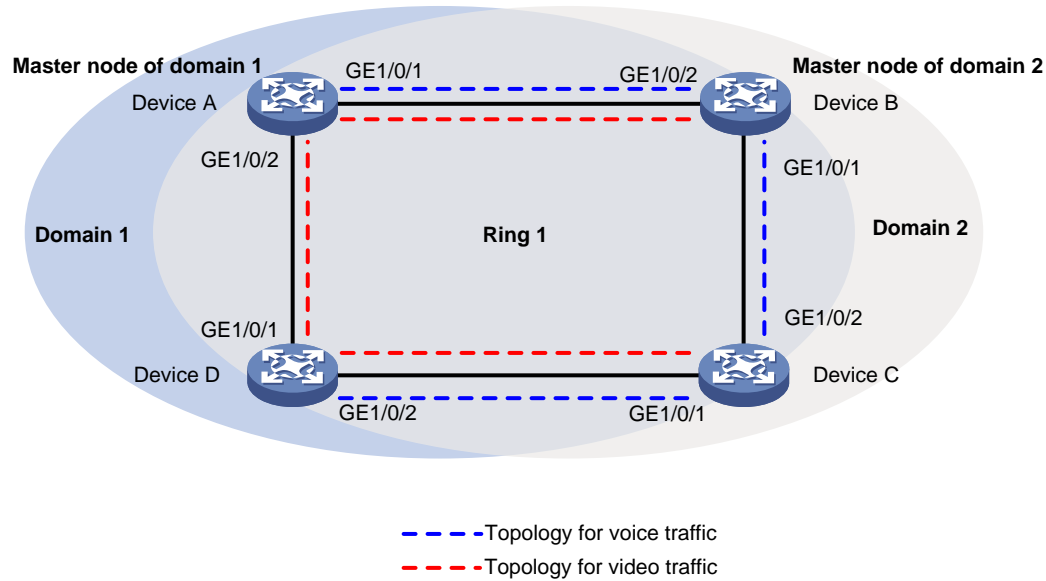 Master node of domain 1
GE1/0/1
GE1/0/2
Master node of domain 2
Device A
Device B
GE1/0/2
GE1/0/1
Domain 1
Ring 1
Domain 2
GE1/0/1
GE1/0/2
Device D
Device C
GE1/0/2
GE1/0/1
Topology for voice traffic
Topology for video traffic